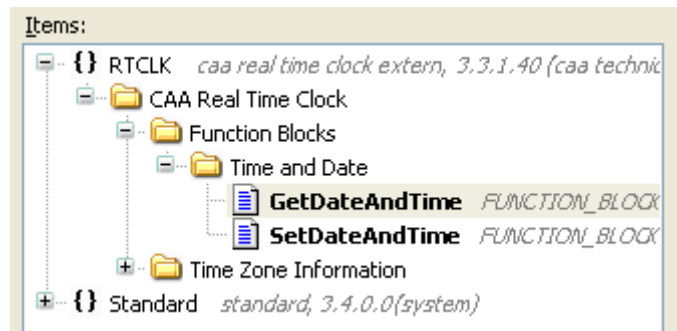 Items:
{} RTCLK caa real time clock extern, 3.3.1.40 (caa technic
CAA Real Time Clock
Function Blocks
Time and Date
GetDateAndTime FUNCTION_BLOCK
SetDateAndTime FUNCTION_BLOCK
Time Zone Information
{} Standard standard, 3.4.0.0(system)